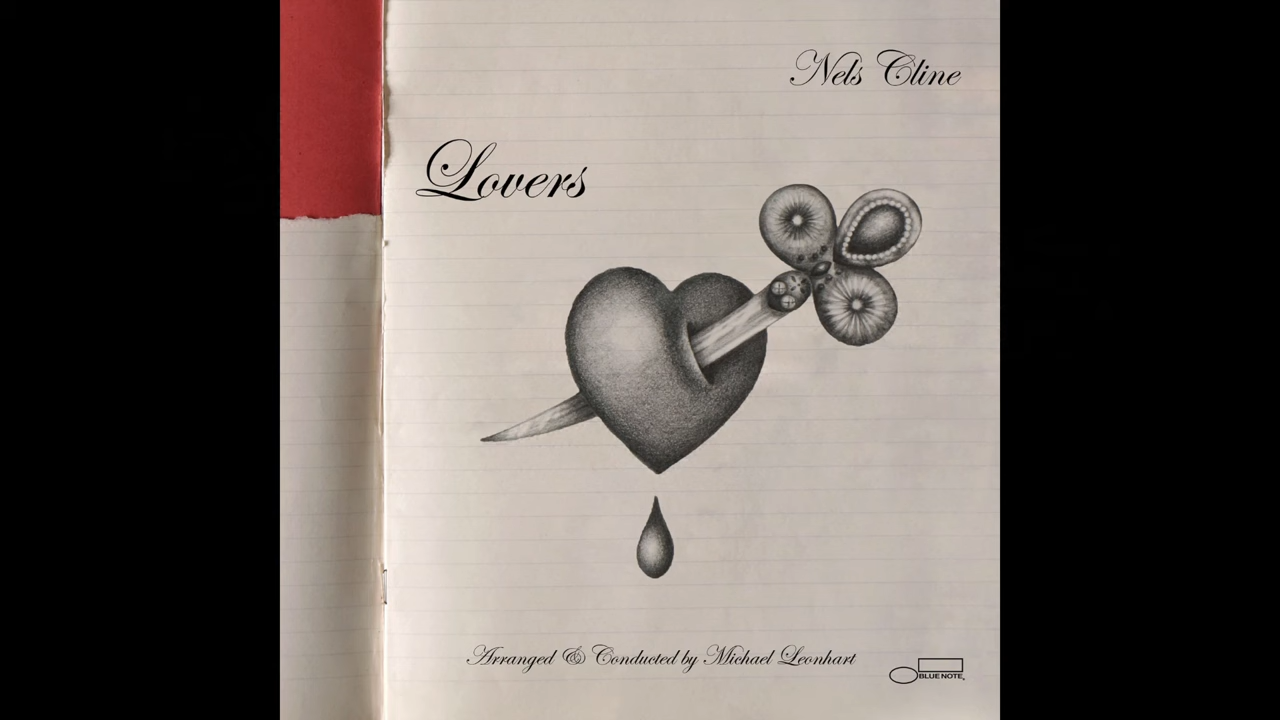 Nels Cline
Lovers
Arranged & Conducted by Michael Leonhart
BLUE NOTE